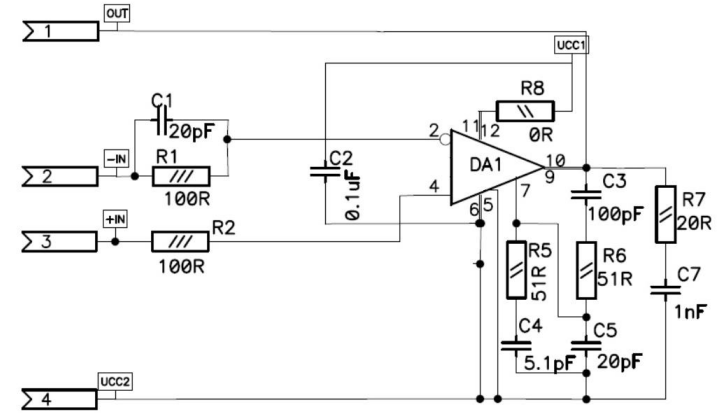 OUT
1
UCC1
R8
C1
20pF
11 12
0R
2
-IN
R1
C2
DA1
10
2
100R
0.1uF
4
9
C3
7
100pF
R7
+IN
6 5
20R
R2
3
R5
R6
100R
51R
51R
C7
1nF
C4
C5
5.1pF
20pF
UCC2
4